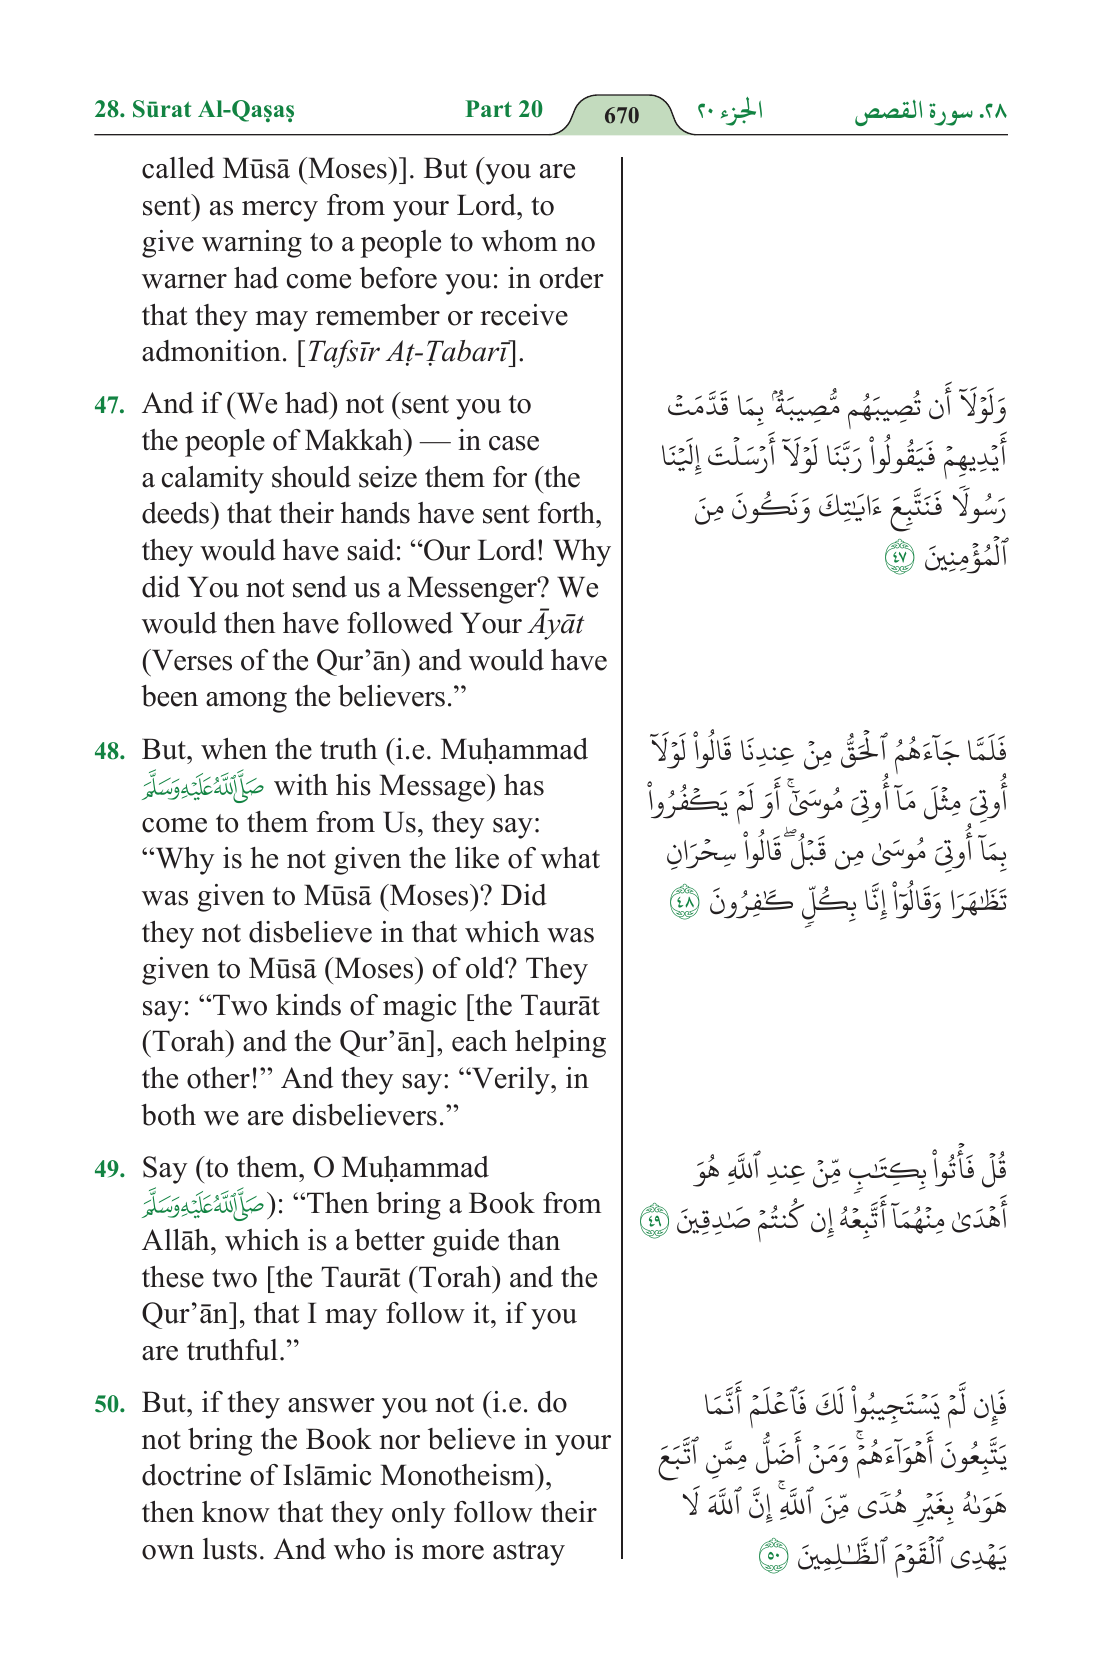 28. Sūrat Al-Qaṣaṣ Part 20 670 الجزء ٢٠ ٢٨. سورة القصص
called Mūsā (Moses)]. But (you are
sent) as mercy from your Lord, to
give warning to a people to whom no
warner had come before you: in order
that they may remember or receive
admonition. [Tafsīr Aṭ-Ṭabarī].
47. And if (We had) not (sent you to
the people of Makkah) — in case
a calamity should seize them for (the
deeds) that their hands have sent forth,
they would have said: “Our Lord! Why
did You not send us a Messenger? We
would then have followed Your Āyāt
(Verses of the Qur’ān) and would have
been among the believers.”
وَلَوۡلَآ أَن تُصِيبَهُم مُّصِيبَةُۢ بِمَا قَدَّمَتۡ
أَيۡدِيهِمۡ فَيَقُولُواْ رَبَّنَا لَوۡلَآ أَرۡسَلۡتَ إِلَيۡنَا
رَسُولٗا فَنَتَّبِعَ ءَايَٰتِكَ وَنَكُونَ مِنَ
ٱلۡمُؤۡمِنِينَ ٤٧
48. But, when the truth (i.e. Muḥammad
صَلَّى ٱللَّهُ عَلَيْهِ وَسَلَّمَ with his Message) has
come to them from Us, they say:
“Why is he not given the like of what
was given to Mūsā (Moses)? Did
they not disbelieve in that which was
given to Mūsā (Moses) of old? They
say: “Two kinds of magic [the Taurāt
(Torah) and the Qur’ān], each helping
the other!” And they say: “Verily, in
both we are disbelievers.”
فَلَمَّا جَآءَهُمُ ٱلۡحَقُّ مِنۡ عِندِنَا قَالُواْ لَوۡلَآ
أُوتِيَ مِثۡلَ مَآ أُوتِيَ مُوسَىٰٓۚ أَوَ لَمۡ يَكۡفُرُواْ
بِمَآ أُوتِيَ مُوسَىٰ مِن قَبۡلُۖ قَالُواْ سِحۡرَانِ
تَظَٰهَرَا وَقَالُوٓاْ إِنَّا بِكُلّٖ كَٰفِرُونَ ٤٨
49. Say (to them, O Muḥammad
صَلَّى ٱللَّهُ عَلَيْهِ وَسَلَّمَ): “Then bring a Book from
Allāh, which is a better guide than
these two [the Taurāt (Torah) and the
Qur’ān], that I may follow it, if you
are truthful.”
قُلۡ فَأۡتُواْ بِكِتَٰبٖ مِّنۡ عِندِ ٱللَّهِ هُوَ
أَهۡدَىٰ مِنۡهُمَآ أَتَّبِعۡهُ إِن كُنتُمۡ صَٰدِقِينَ ٤٩
50. But, if they answer you not (i.e. do
not bring the Book nor believe in your
doctrine of Islāmic Monotheism),
then know that they only follow their
own lusts. And who is more astray
فَإِن لَّمۡ يَسۡتَجِيبُواْ لَكَ فَٱعۡلَمۡ أَنَّمَا
يَتَّبِعُونَ أَهۡوَآءَهُمۡۚ وَمَنۡ أَضَلُّ مِمَّنِ ٱتَّبَعَ
هَوَىٰهُ بِغَيۡرِ هُدٗى مِّنَ ٱللَّهِۚ إِنَّ ٱللَّهَ لَا
يَهۡدِي ٱلۡقَوۡمَ ٱلظَّٰلِمِينَ ٥٠